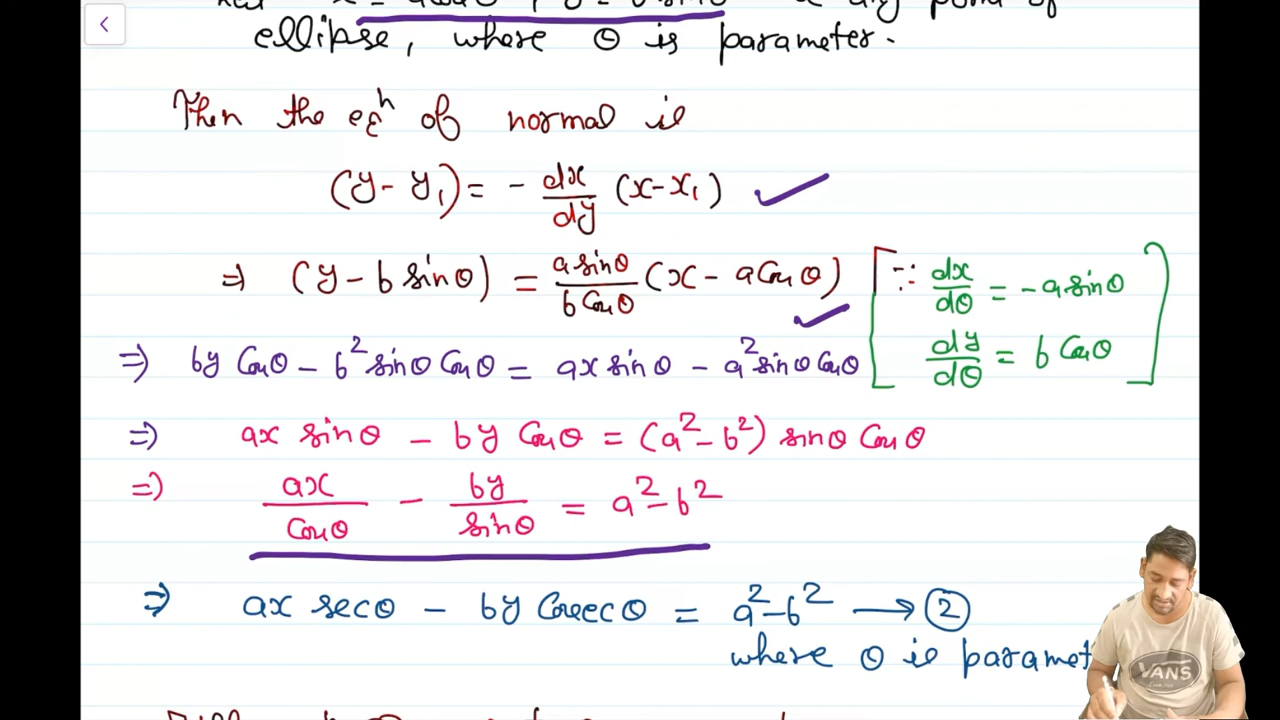 ellipse, where θ is parameter.
Then the eqⁿ of normal is
(y - y₁) = - dx/dy (x - x₁) ✓
⇒ (y - b sinθ) = a sinθ / b Cosθ (x - a Cosθ) ✓ [∵ dx/dθ = - a sinθ
dy/dθ = b Cosθ]
⇒ by Cosθ - b² sinθ Cosθ = ax sinθ - a² sinθ Cosθ
⇒ ax sinθ - by Cosθ = (a² - b²) sinθ Cosθ
⇒ ax / Cosθ - by / sinθ = a² - b²
⇒ ax secθ - by Cosecθ = a² - b² → ②
where θ is paramet
VANS